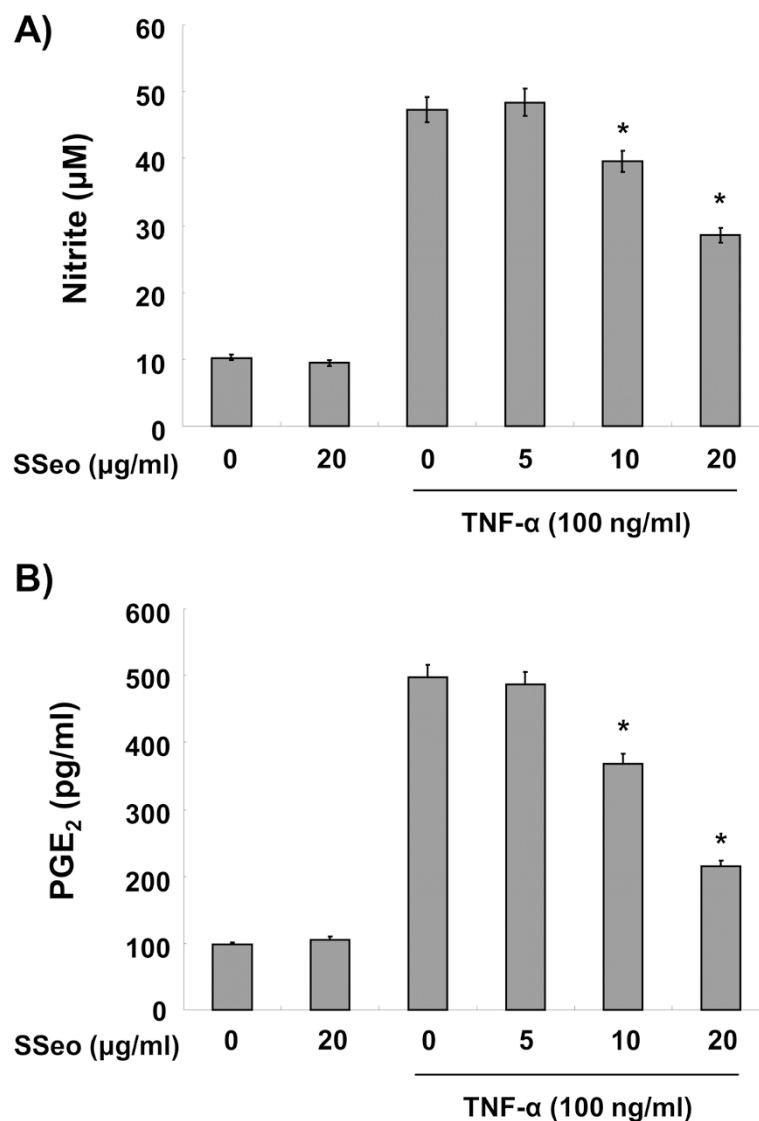 A)
60
50
40
30
20
10
0
Nitrite (µM)
*
*
SSeo (µg/ml) 0 20 0 5 10 20
TNF-α (100 ng/ml)
B)
600
500
400
300
200
100
0
PGE₂ (pg/ml)
*
*
SSeo (µg/ml) 0 20 0 5 10 20
TNF-α (100 ng/ml)